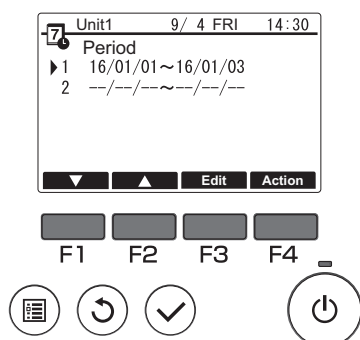 7 Unit1 9/ 4 FRI 14:30
Period
1 16/01/01~16/01/03
2 --/--/--~--/--/--
▼ ▲ Edit Action
F1 F2 F3 F4